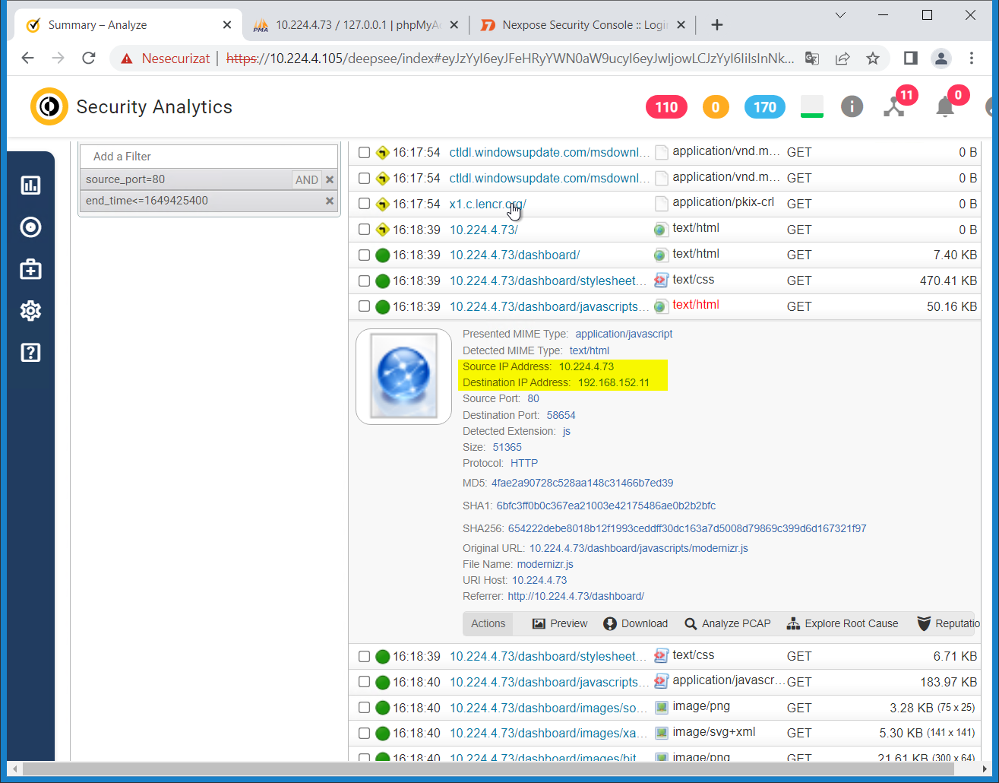 Summary – Analyze
10.224.4.73 / 127.0.0.1 | phpMyA
Nexpose Security Console :: Logi
Nesecurizat | https://10.224.4.105/deepsee/index#eyJzYyI6eyJFeHRyYWN0aW9ucyI6eyJwIjowLCJzYyI6IiIsInNk...
Security Analytics
110
0
170
11
0
Add a Filter
source_port=80 AND
end_time<=1649425400
16:17:54 ctldl.windowsupdate.com/msdownl... application/vnd.m... GET 0 B
16:17:54 ctldl.windowsupdate.com/msdownl... application/vnd.m... GET 0 B
16:17:54 x1.c.lencr.org/ application/pkix-crl GET 0 B
16:18:39 10.224.4.73/ text/html GET 0 B
16:18:39 10.224.4.73/dashboard/ text/html GET 7.40 KB
16:18:39 10.224.4.73/dashboard/stylesheet... text/css GET 470.41 KB
16:18:39 10.224.4.73/dashboard/javascripts... text/html GET 50.16 KB
Presented MIME Type: application/javascript
Detected MIME Type: text/html
Source IP Address: 10.224.4.73
Destination IP Address: 192.168.152.11
Source Port: 80
Destination Port: 58654
Detected Extension: js
Size: 51365
Protocol: HTTP
MD5: 4fae2a90728c528aa148c31466b7ed39
SHA1: 6bfc3ff0b0c367ea21003e42175486ae0b2b2bfc
SHA256: 654222debe8018b12f1993ceddff30dc163a7d5008d79869c399d6d167321f97
Original URL: 10.224.4.73/dashboard/javascripts/modernizr.js
File Name: modernizr.js
URI Host: 10.224.4.73
Referrer: http://10.224.4.73/dashboard/
Actions Preview Download Analyze PCAP Explore Root Cause Reputatio
16:18:39 10.224.4.73/dashboard/stylesheet... text/css GET 6.71 KB
16:18:40 10.224.4.73/dashboard/javascripts... application/javascr... GET 183.97 KB
16:18:40 10.224.4.73/dashboard/images/so... image/png GET 3.28 KB (75 x 25)
16:18:40 10.224.4.73/dashboard/images/xa... image/svg+xml GET 5.30 KB (141 x 141)
16:18:40 10.224.4.73/dashboard/images/bit... image/png GET 21.61 KB (300 x 64)